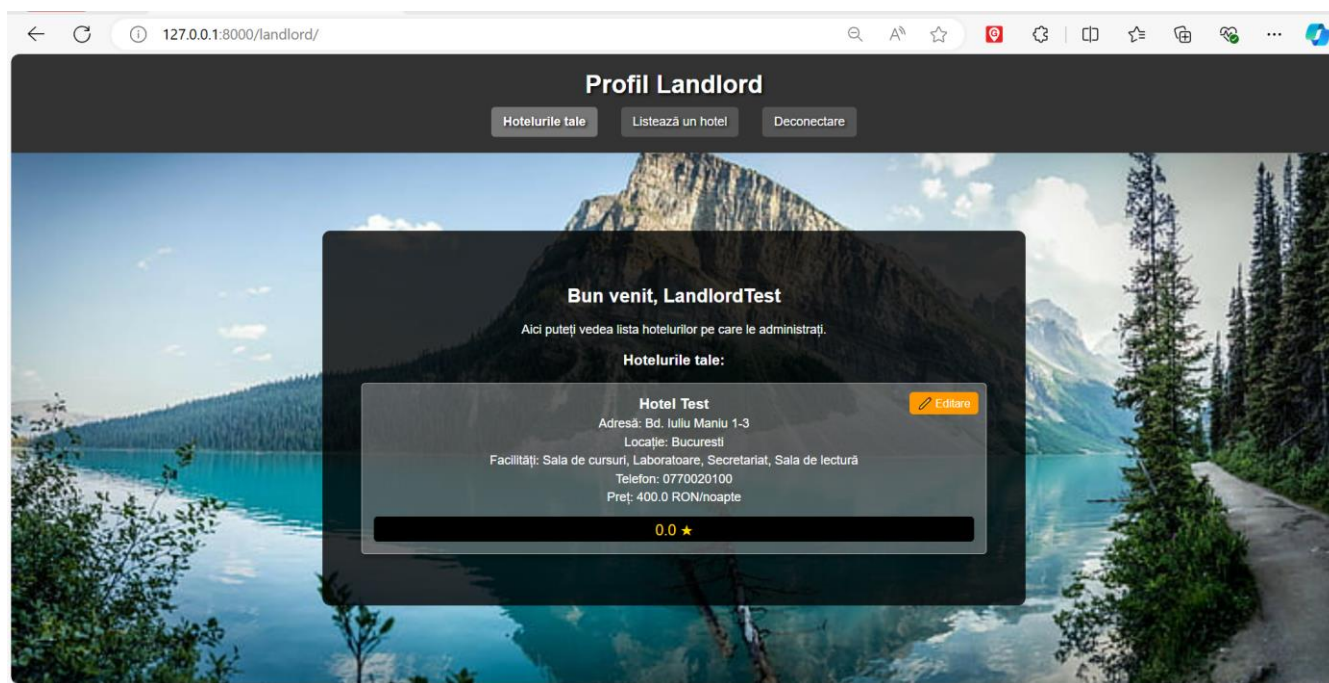 127.0.0.1:8000/landlord/
Profil Landlord
Hotelurile tale
Listează un hotel
Deconectare
Bun venit, LandlordTest
Aici puteți vedea lista hotelurilor pe care le administrați.
Hotelurile tale:
Hotel Test
Editare
Adresă: Bd. Iuliu Maniu 1-3
Locație: Bucuresti
Facilități: Sala de cursuri, Laboratoare, Secretariat, Sala de lectură
Telefon: 0770020100
Preț: 400.0 RON/noapte
0.0 ★